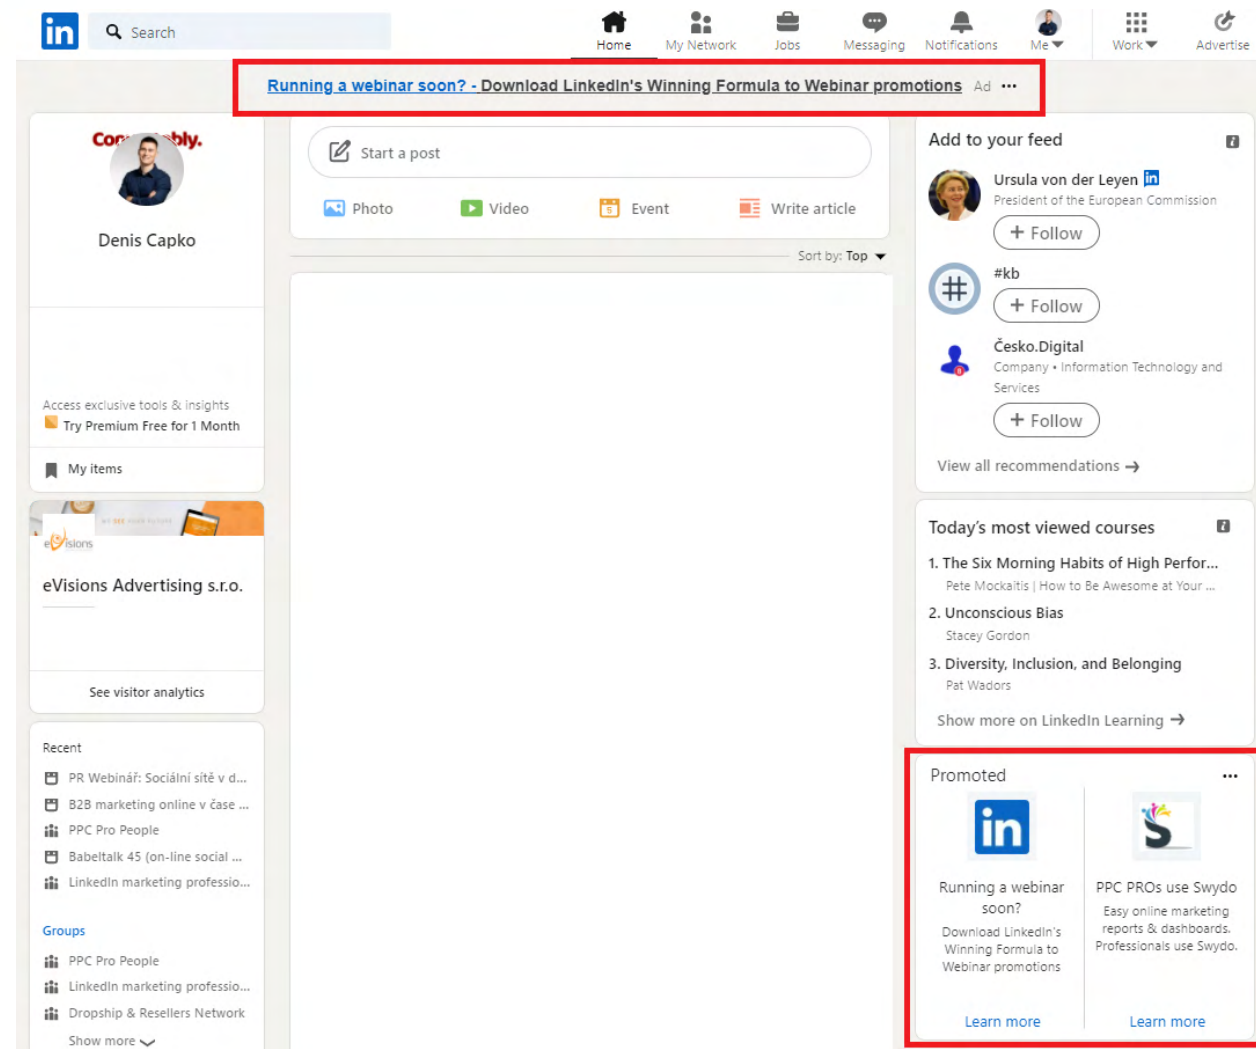 in
Search
Home
My Network
Jobs
Messaging
Notifications
Me
Work
Advertise
Running a webinar soon? - Download LinkedIn's Winning Formula to Webinar promotions Ad
Denis Capko
Access exclusive tools & insights
Try Premium Free for 1 Month
My items
eVisions
eVisions Advertising s.r.o.
See visitor analytics
Recent
PR Webinář: Sociální sítě v d...
B2B marketing online v čase ...
PPC Pro People
Babeltalk 45 (on-line social ...
LinkedIn marketing professio...
Groups
PPC Pro People
LinkedIn marketing professio...
Dropship & Resellers Network
Show more
Start a post
Photo
Video
Event
Write article
Sort by: Top
Add to your feed
Ursula von der Leyen in
President of the European Commission
+ Follow
#kb
#
+ Follow
Česko.Digital
Company • Information Technology and
Services
+ Follow
View all recommendations →
Today's most viewed courses
1. The Six Morning Habits of High Perfor...
Pete Mockaitis | How to Be Awesome at Your ...
2. Unconscious Bias
Stacey Gordon
3. Diversity, Inclusion, and Belonging
Pat Wadors
Show more on LinkedIn Learning →
Promoted
in
Running a webinar
soon?
Download LinkedIn's
Winning Formula to
Webinar promotions
Learn more
S
PPC PROs use Swydo
Easy online marketing
reports & dashboards.
Professionals use Swydo.
Learn more